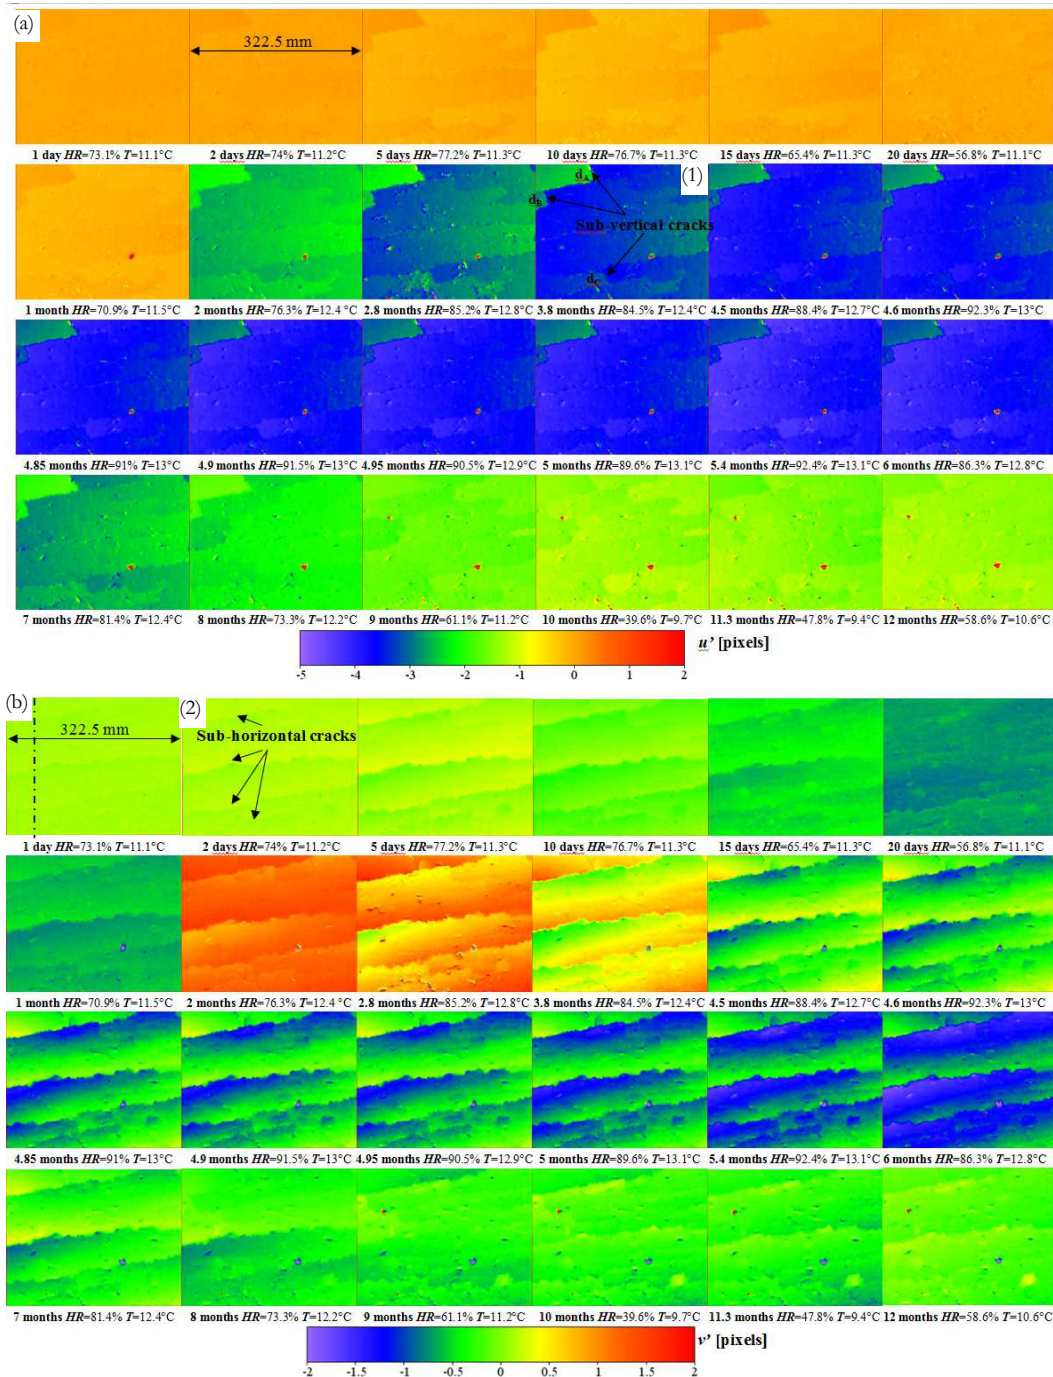 (a)
322.5 mm
1 day HR=73.1% T=11.1°C 2 days HR=74% T=11.2°C 5 days HR=77.2% T=11.3°C 10 days HR=76.7% T=11.3°C 15 days HR=65.4% T=11.3°C 20 days HR=56.8% T=11.1°C
(1)
dA
dB
Sub-vertical cracks
dC
1 month HR=70.9% T=11.5°C 2 months HR=76.3% T=12.4 °C 2.8 months HR=85.2% T=12.8°C 3.8 months HR=84.5% T=12.4°C 4.5 months HR=88.4% T=12.7°C 4.6 months HR=92.3% T=13°C
4.85 months HR=91% T=13°C 4.9 months HR=91.5% T=13°C 4.95 months HR=90.5% T=12.9°C 5 months HR=89.6% T=13.1°C 5.4 months HR=92.4% T=13.1°C 6 months HR=86.3% T=12.8°C
7 months HR=81.4% T=12.4°C 8 months HR=73.3% T=12.2°C 9 months HR=61.1% T=11.2°C 10 months HR=39.6% T=9.7°C 11.3 months HR=47.8% T=9.4°C 12 months HR=58.6% T=10.6°C
u' [pixels]
-5 -4 -3 -2 -1 0 1 2
(b)
(2)
322.5 mm
Sub-horizontal cracks
1 day HR=73.1% T=11.1°C 2 days HR=74% T=11.2°C 5 days HR=77.2% T=11.3°C 10 days HR=76.7% T=11.3°C 15 days HR=65.4% T=11.3°C 20 days HR=56.8% T=11.1°C
1 month HR=70.9% T=11.5°C 2 months HR=76.3% T=12.4 °C 2.8 months HR=85.2% T=12.8°C 3.8 months HR=84.5% T=12.4°C 4.5 months HR=88.4% T=12.7°C 4.6 months HR=92.3% T=13°C
4.85 months HR=91% T=13°C 4.9 months HR=91.5% T=13°C 4.95 months HR=90.5% T=12.9°C 5 months HR=89.6% T=13.1°C 5.4 months HR=92.4% T=13.1°C 6 months HR=86.3% T=12.8°C
7 months HR=81.4% T=12.4°C 8 months HR=73.3% T=12.2°C 9 months HR=61.1% T=11.2°C 10 months HR=39.6% T=9.7°C 11.3 months HR=47.8% T=9.4°C 12 months HR=58.6% T=10.6°C
v' [pixels]
-2 -1.5 -1 -0.5 0 0.5 1 1.5 2